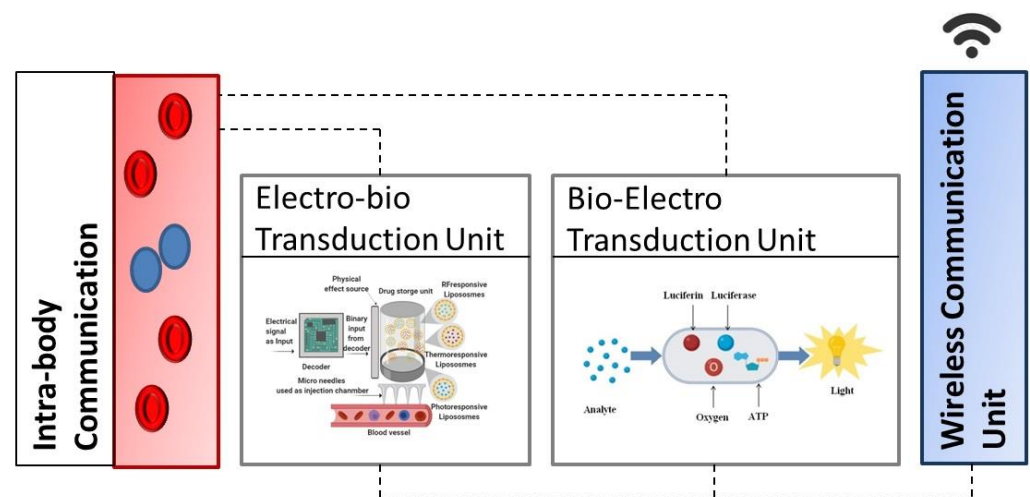 Intra-body
Communication
Electro-bio
Transduction Unit
Physical
effect source
Drug storge unit
RFresponsive
Lipososmes
Electrical
signal
as Input
Binary
input
from
decoder
Thermoresponsive
Lipososmes
Decoder
Micro needles
used as injection channmber
Photoresponsive
Lipososmes
Blood vessel
Bio-Electro
Transduction Unit
Luciferin Luciferase
O
Analyte
Oxygen ATP
Light
Wireless Communication
Unit